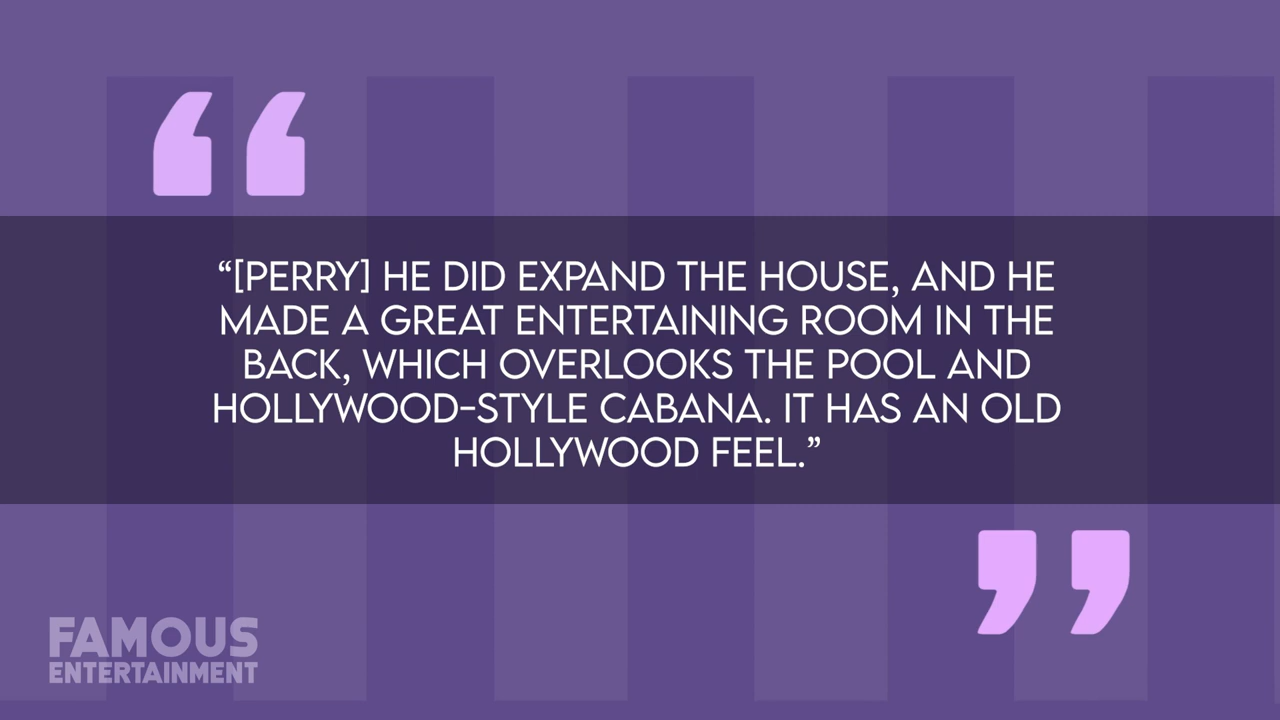 “[PERRY] HE DID EXPAND THE HOUSE, AND HE
MADE A GREAT ENTERTAINING ROOM IN THE
BACK, WHICH OVERLOOKS THE POOL AND
HOLLYWOOD-STYLE CABANA. IT HAS AN OLD
HOLLYWOOD FEEL.”
FAMOUS
ENTERTAINMENT